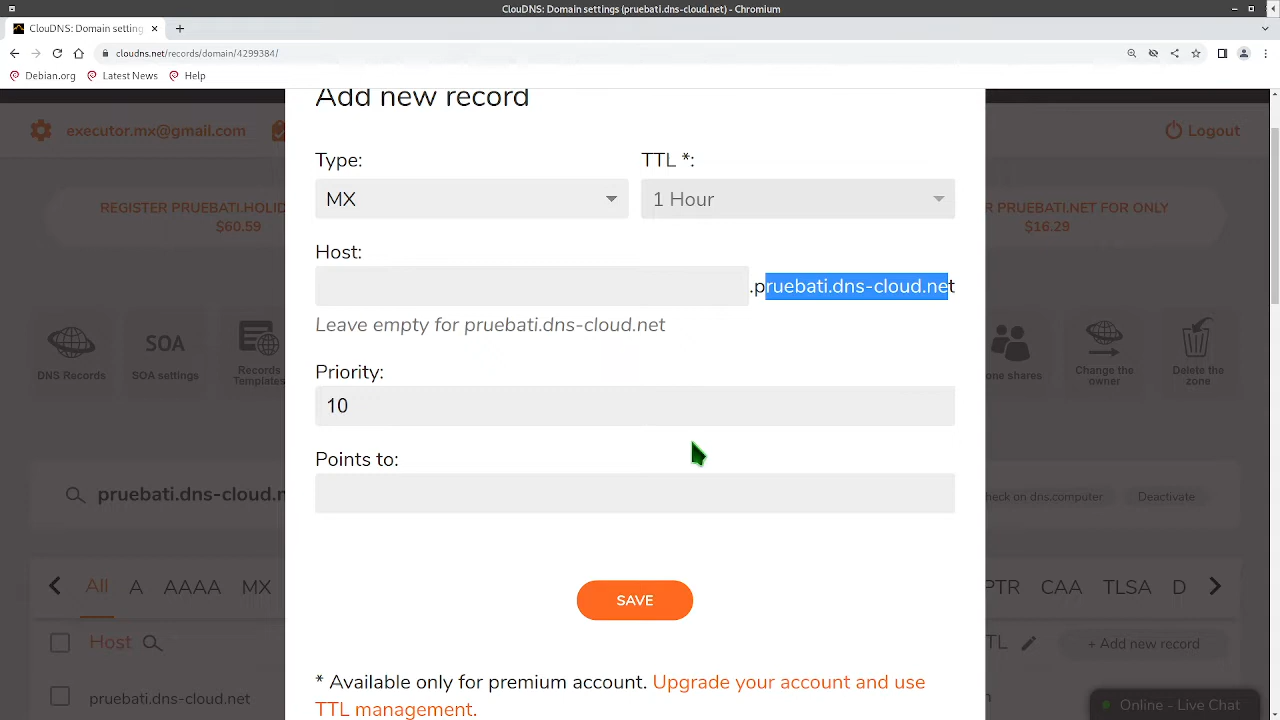 ClouDNS: Domain settings (pruebati.dns-cloud.net) - Chromium
ClouDNS: Domain setting
cloudns.net/records/domain/4299384/
Debian.org
Latest News
Help
Add new record
executor.mx@gmail.com
Logout
Type:
TTL *:
MX
1 Hour
REGISTER PRUEBATI.HOLID
$60.59
R PRUEBATI.NET FOR ONLY
$16.29
Host:
.pruebati.dns-cloud.net
Leave empty for pruebati.dns-cloud.net
DNS Records
SOA
SOA settings
Records
Templates
one shares
Change the
owner
Delete the
zone
Priority:
10
Points to:
pruebati.dns-cloud.n
heck on dns.computer
Deactivate
All
A
AAAA
MX
PTR
CAA
TLSA
D
SAVE
Host
TL
+ Add new record
pruebati.dns-cloud.net
* Available only for premium account. Upgrade your account and use
TTL management.
Online - Live Chat